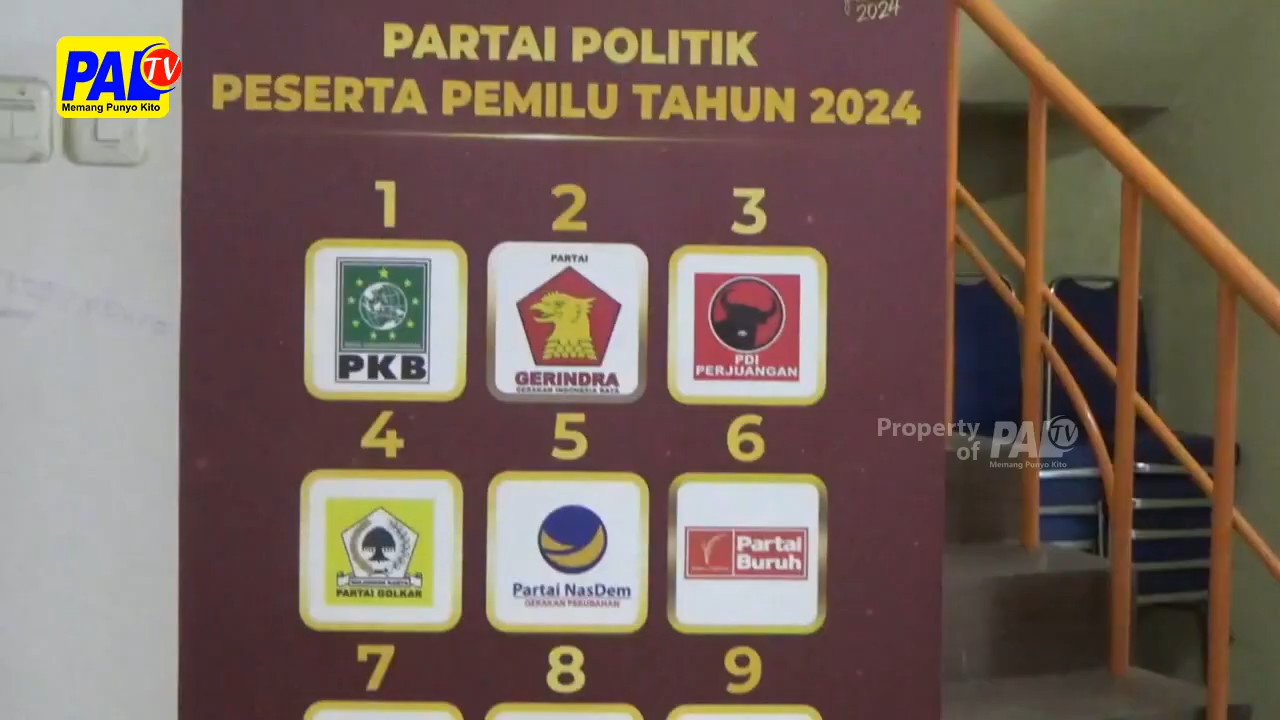 2024
PAL TV
Memang Punyo Kito
PARTAI POLITIK
PESERTA PEMILU TAHUN 2024
1 2 3
PKB
PARTAI
GERINDRA
GERAKAN INDONESIA RAYA
PDI
PERJUANGAN
4 5 6
PARTAI GOLKAR
Partai NasDem
GERAKAN PERUBAHAN
Partai
Buruh
Property
of PAL TV
Memang Punyo Kito
7 8 9